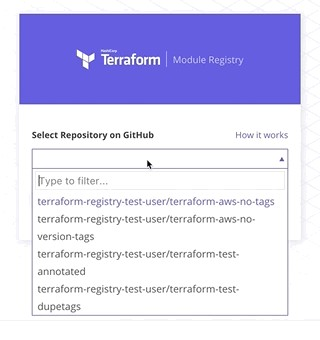 HashiCorp
Terraform | Module Registry
Select Repository on GitHub How it works
Type to filter...
terraform-registry-test-user/terraform-aws-no-tags
terraform-registry-test-user/terraform-aws-no-
version-tags
terraform-registry-test-user/terraform-test-
annotated
terraform-registry-test-user/terraform-test-
dupetags